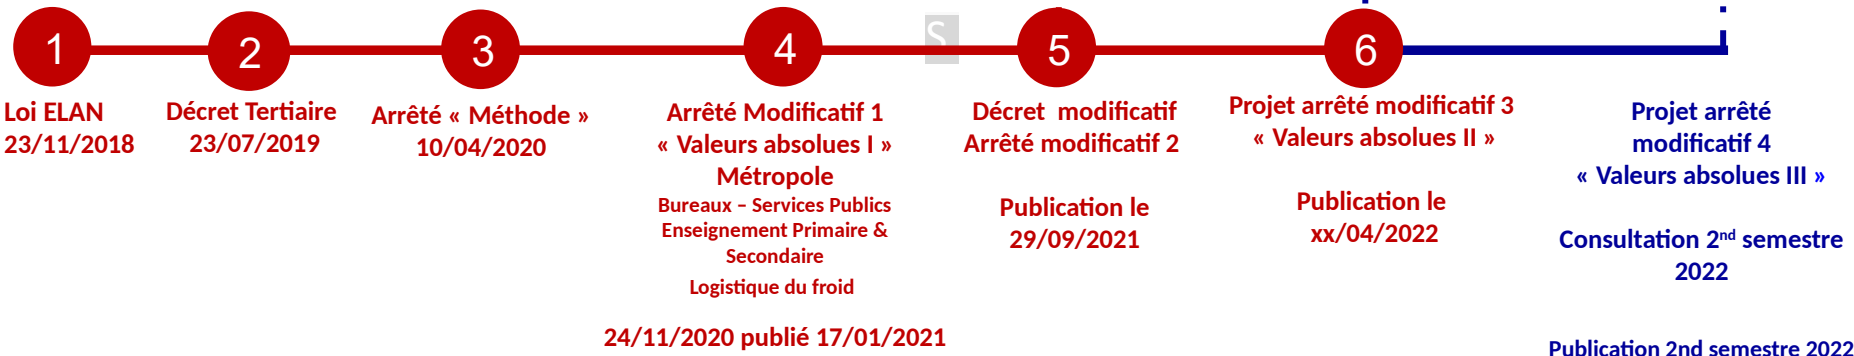 1
2
3
4
S
5
6
Loi ELAN
23/11/2018
Décret Tertiaire
23/07/2019
Arrêté « Méthode »
10/04/2020
Arrêté Modificatif 1
« Valeurs absolues I »
Métropole
Bureaux – Services Publics
Enseignement Primaire &
Secondaire
Logistique du froid
24/11/2020 publié 17/01/2021
Décret modificatif
Arrêté modificatif 2
Publication le
29/09/2021
Projet arrêté modificatif 3
« Valeurs absolues II »
Publication le
xx/04/2022
Projet arrêté
modificatif 4
« Valeurs absolues III »
Consultation 2nd semestre
2022
Publication 2nd semestre 2022